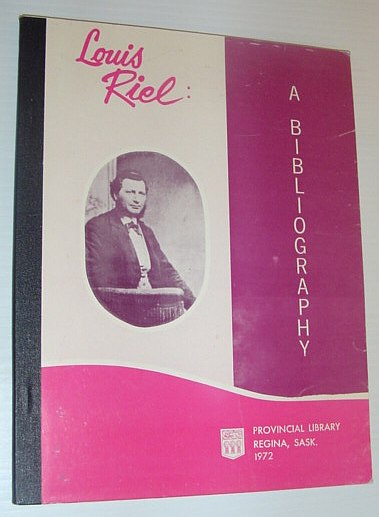 Louis
Riel:
A BIBLIOGRAPHY
PROVINCIAL LIBRARY
REGINA, SASK.
1972